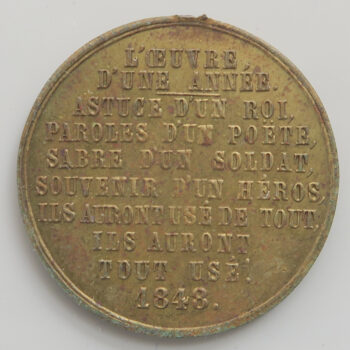 L'ŒUVRE
D'UNE ANNÉE.
ASTUCE D'UN ROI,
PAROLES D'UN POËTE,
SABRE D'UN SOLDAT,
SOUVENIR D'UN HÉROS,
ILS AURONT USÉ DE TOUT,
ILS AURONT
TOUT USÉ!
1848.